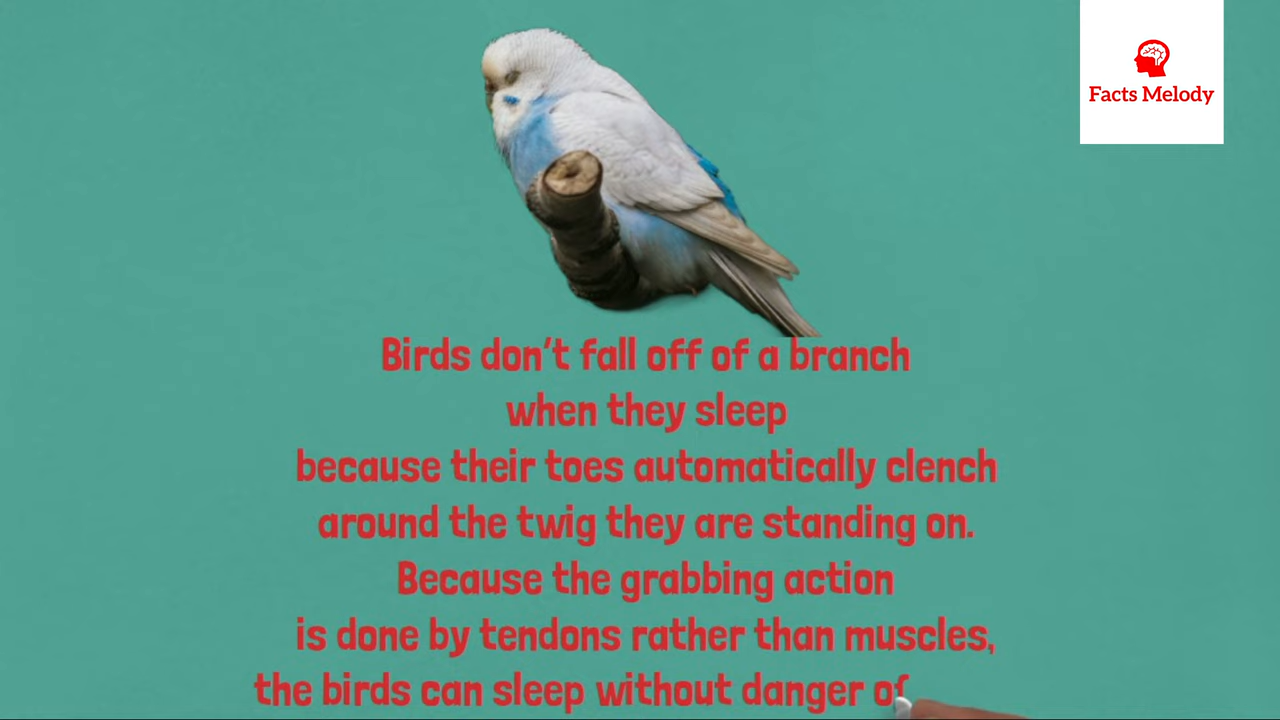 Facts Melody
Birds don't fall off of a branch
when they sleep
because their toes automatically clench
around the twig they are standing on.
Because the grabbing action
is done by tendons rather than muscles,
the birds can sleep without danger of